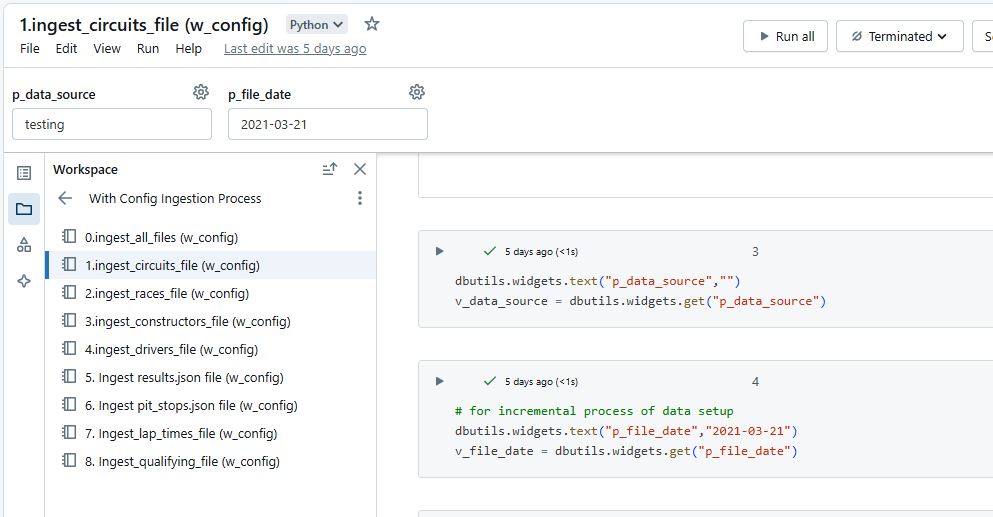 1.ingest_circuits_file (w_config) Python
File Edit View Run Help Last edit was 5 days ago
Run all Terminated
p_data_source p_file_date
testing 2021-03-21
Workspace
With Config Ingestion Process
0.ingest_all_files (w_config)
1.ingest_circuits_file (w_config)
2.ingest_races_file (w_config)
3.ingest_constructors_file (w_config)
4.ingest_drivers_file (w_config)
5. Ingest results.json file (w_config)
6. Ingest pit_stops.json file (w_config)
7. Ingest_lap_times_file (w_config)
8. Ingest_qualifying_file (w_config)
5 days ago (<1s) 3
dbutils.widgets.text("p_data_source","")
v_data_source = dbutils.widgets.get("p_data_source")
5 days ago (<1s) 4
# for incremental process of data setup
dbutils.widgets.text("p_file_date","2021-03-21")
v_file_date = dbutils.widgets.get("p_file_date")